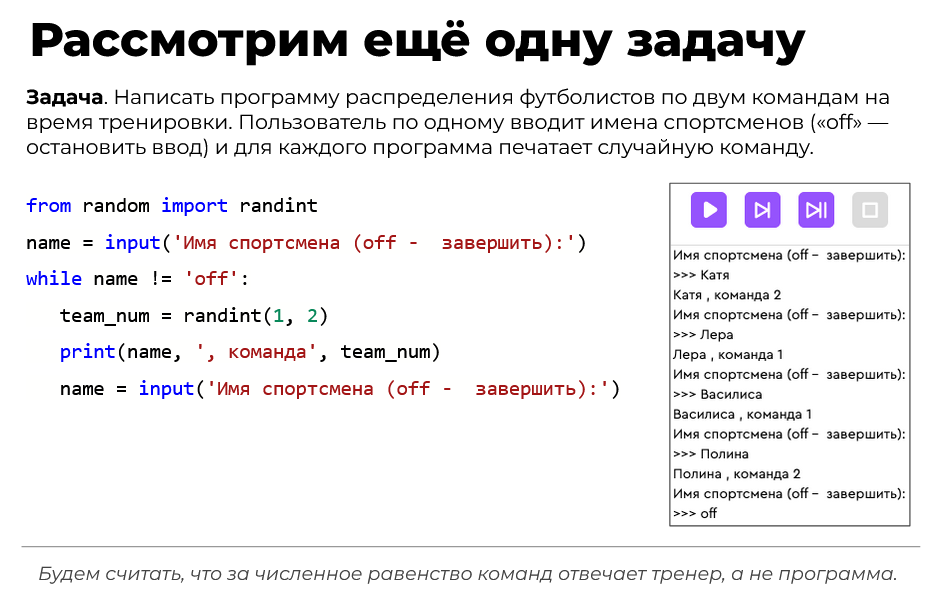 Рассмотрим ещё одну задачу
Задача. Написать программу распределения футболистов по двум командам на
время тренировки. Пользователь по одному вводит имена спортсменов («off» —
остановить ввод) и для каждого программа печатает случайную команду.
from random import randint
name = input('Имя спортсмена (off -  завершить):')
while name != 'off':
   team_num = randint(1, 2)
   print(name, ', команда', team_num)
   name = input('Имя спортсмена (off -  завершить):')
Имя спортсмена (off –  завершить):
>>> Катя
Катя , команда 2
Имя спортсмена (off –  завершить):
>>> Лера
Лера , команда 1
Имя спортсмена (off –  завершить):
>>> Василиса
Василиса , команда 1
Имя спортсмена (off –  завершить):
>>> Полина
Полина , команда 2
Имя спортсмена (off –  завершить):
>>> off
Будем считать, что за численное равенство команд отвечает тренер, а не программа.